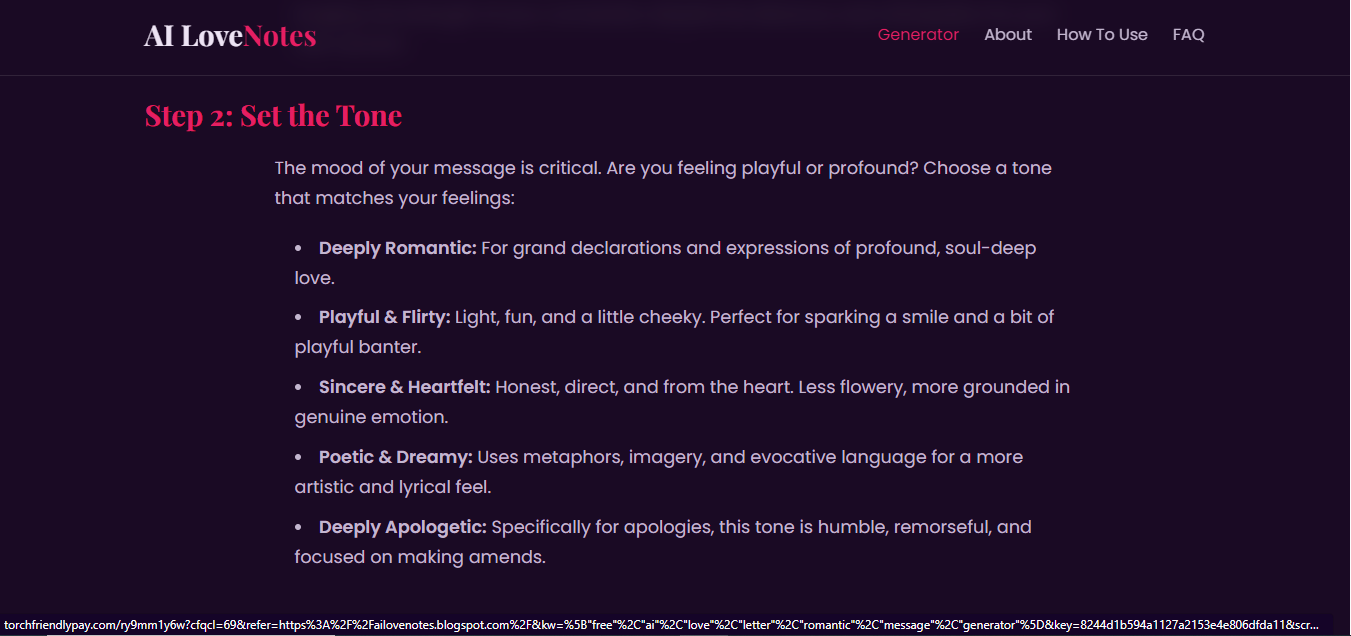 AI LoveNotes
Generator About How To Use FAQ
Step 2: Set the Tone
The mood of your message is critical. Are you feeling playful or profound? Choose a tone
that matches your feelings:
• Deeply Romantic: For grand declarations and expressions of profound, soul-deep
love.
• Playful & Flirty: Light, fun, and a little cheeky. Perfect for sparking a smile and a bit of
playful banter.
• Sincere & Heartfelt: Honest, direct, and from the heart. Less flowery, more grounded in
genuine emotion.
• Poetic & Dreamy: Uses metaphors, imagery, and evocative language for a more
artistic and lyrical feel.
• Deeply Apologetic: Specifically for apologies, this tone is humble, remorseful, and
focused on making amends.
torchfriendlypay.com/ry9mm1y6w?cfqcl=69&refer=https%3A%2F%2Failovenotes.blogspot.com%2F&kw=%5B"free"%2C"ai"%2C"love"%2C"letter"%2C"romantic"%2C"message"%2C"generator"%5D&key=8244d1b594a1127a2153e4e806dfda11&scr...